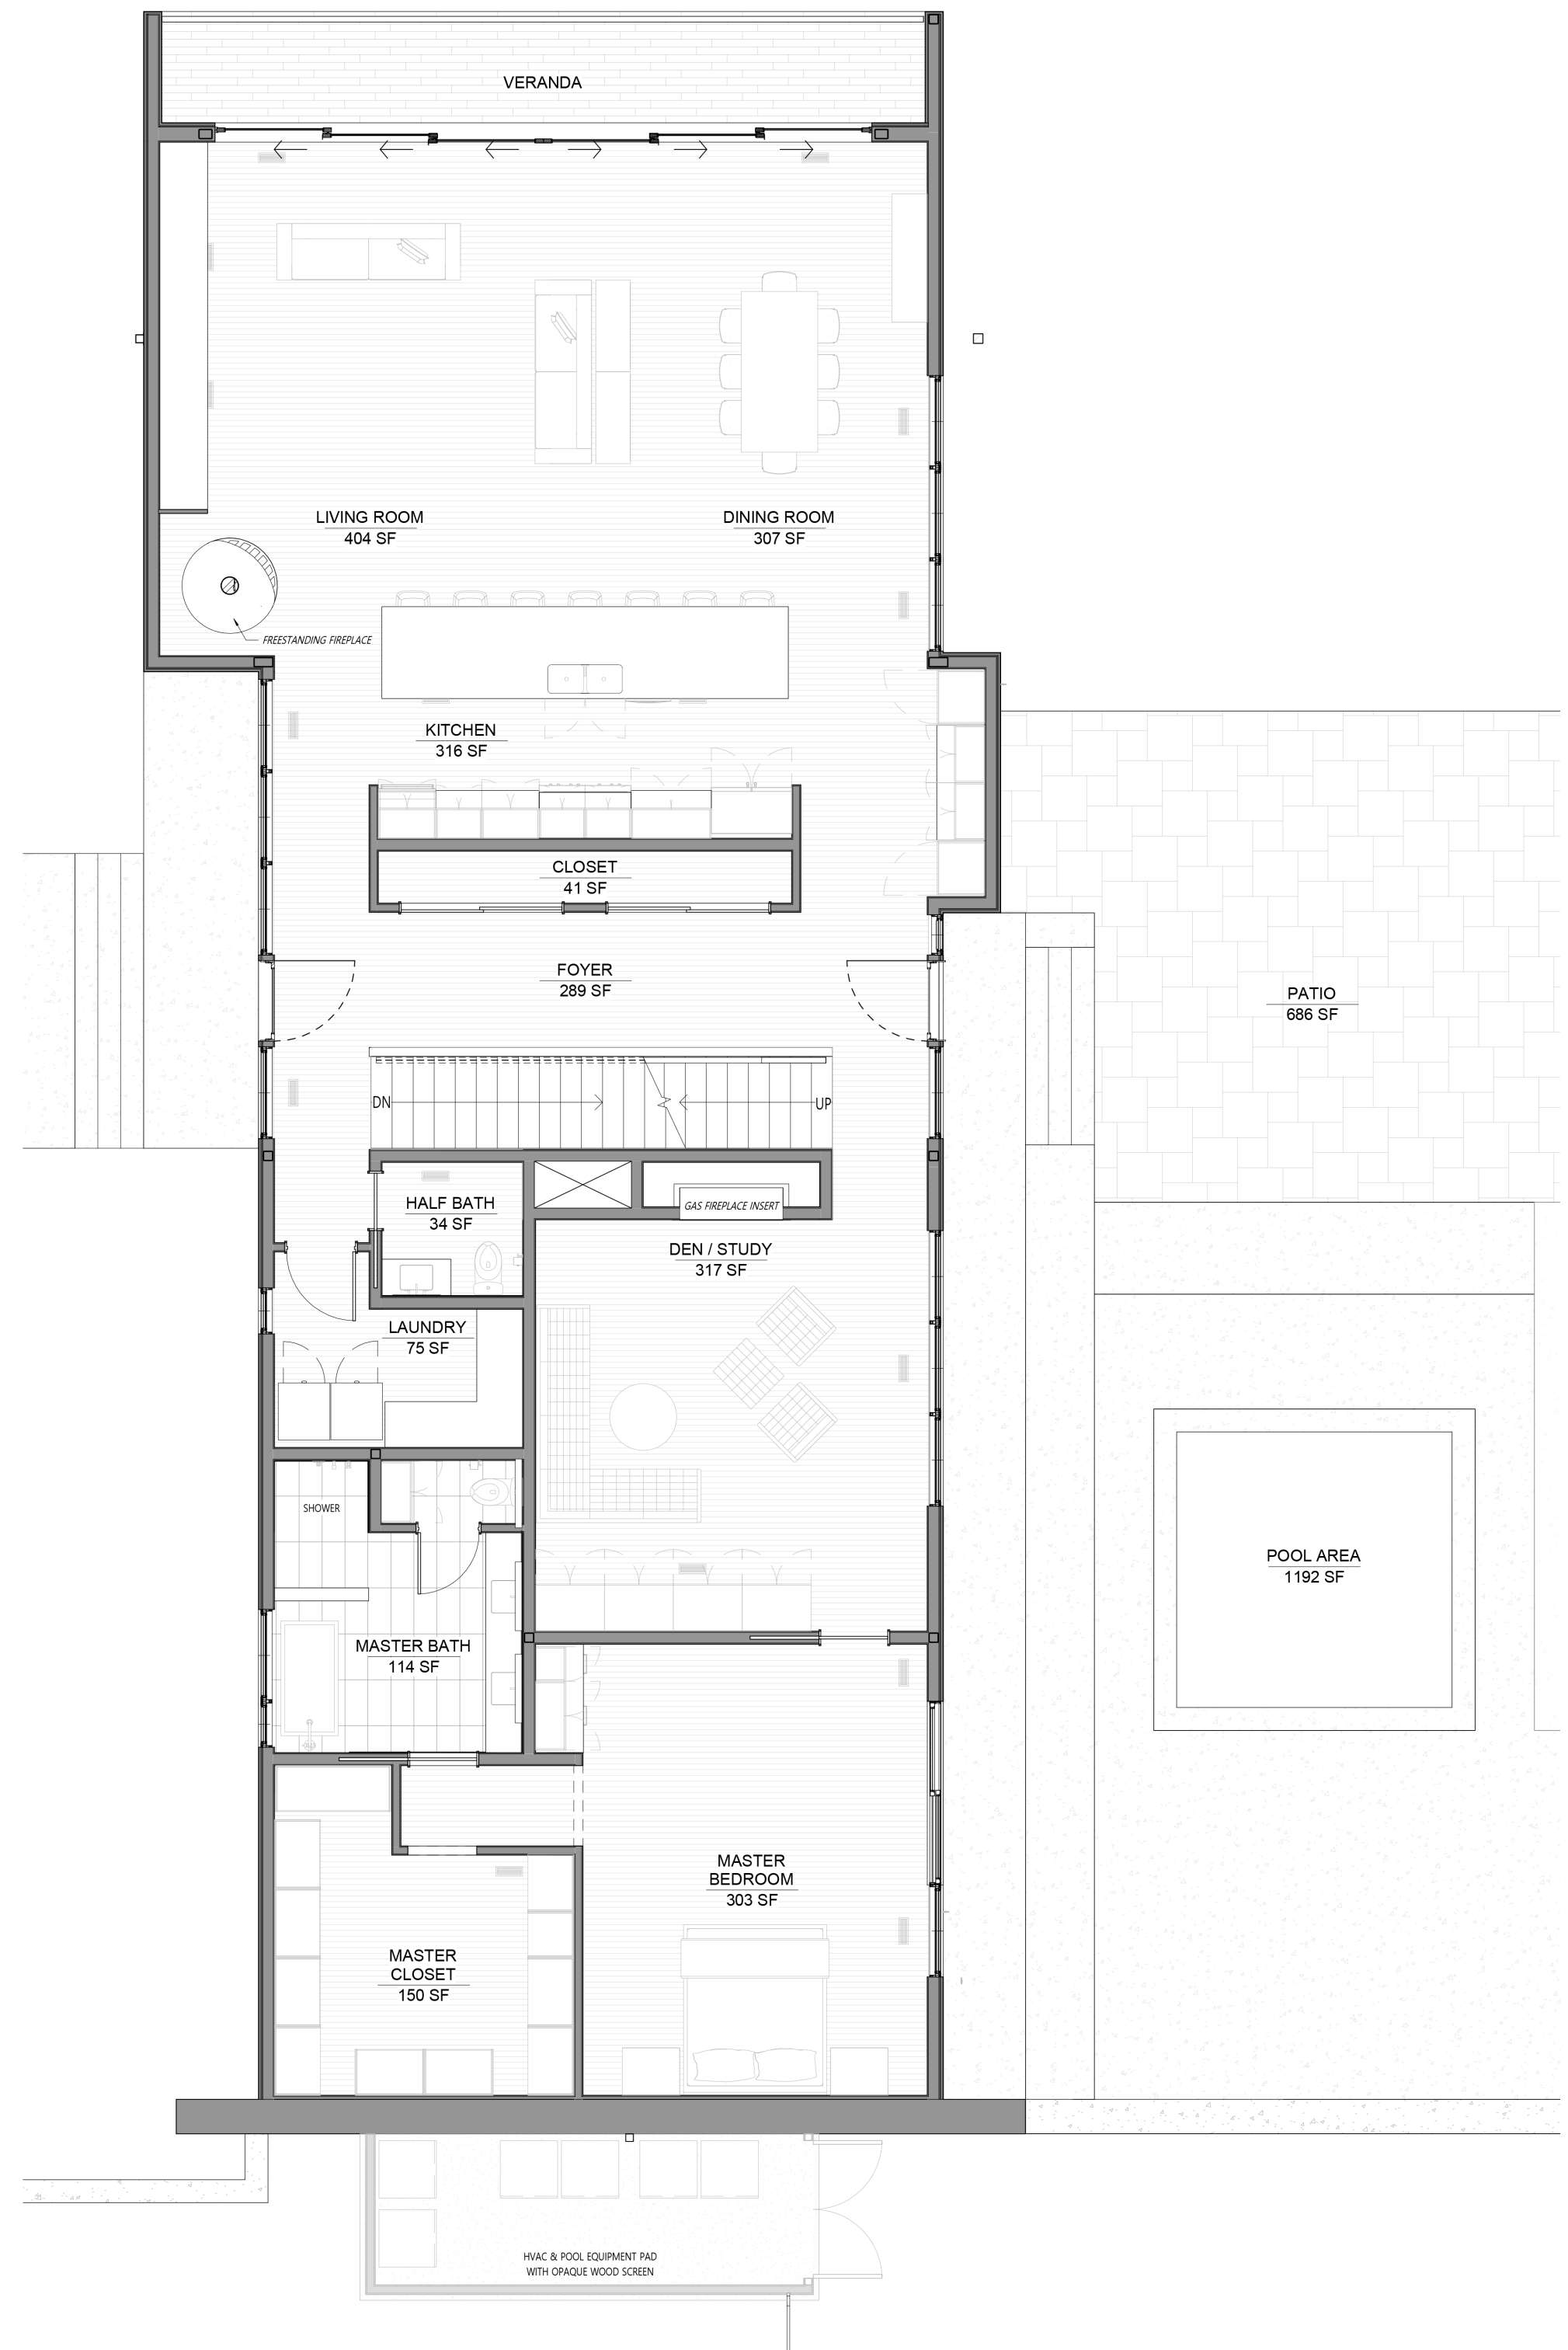 VERANDA
LIVING ROOM
404 SF
DINING ROOM
307 SF
FREESTANDING FIREPLACE
KITCHEN
316 SF
CLOSET
41 SF
FOYER
289 SF
PATIO
686 SF
DN
UP
HALF BATH
34 SF
GAS FIREPLACE INSERT
DEN / STUDY
317 SF
LAUNDRY
75 SF
SHOWER
POOL AREA
1192 SF
MASTER BATH
114 SF
MASTER
BEDROOM
303 SF
MASTER
CLOSET
150 SF
HVAC & POOL EQUIPMENT PAD
WITH OPAQUE WOOD SCREEN